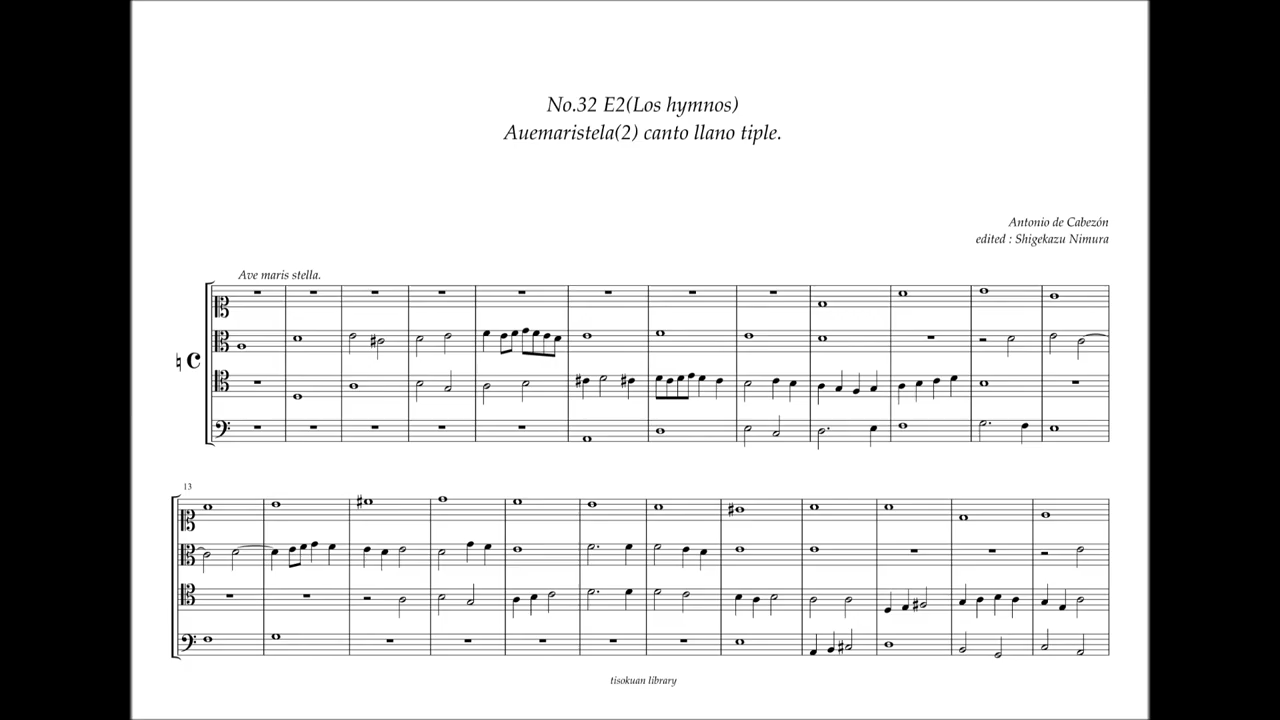 No.32 E2(Los hymnos)
Auemaristela(2) canto llano tiple.
Antonio de Cabezón
edited : Shigekazu Nimura
Ave maris stella.
13
tisokuan library